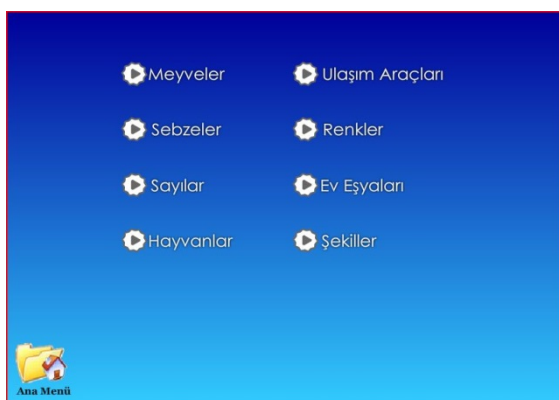 Meyveler
Ulaşım Araçları
Sebzeler
Renkler
Sayılar
Ev Eşyaları
Hayvanlar
Şekiller
Ana Menü